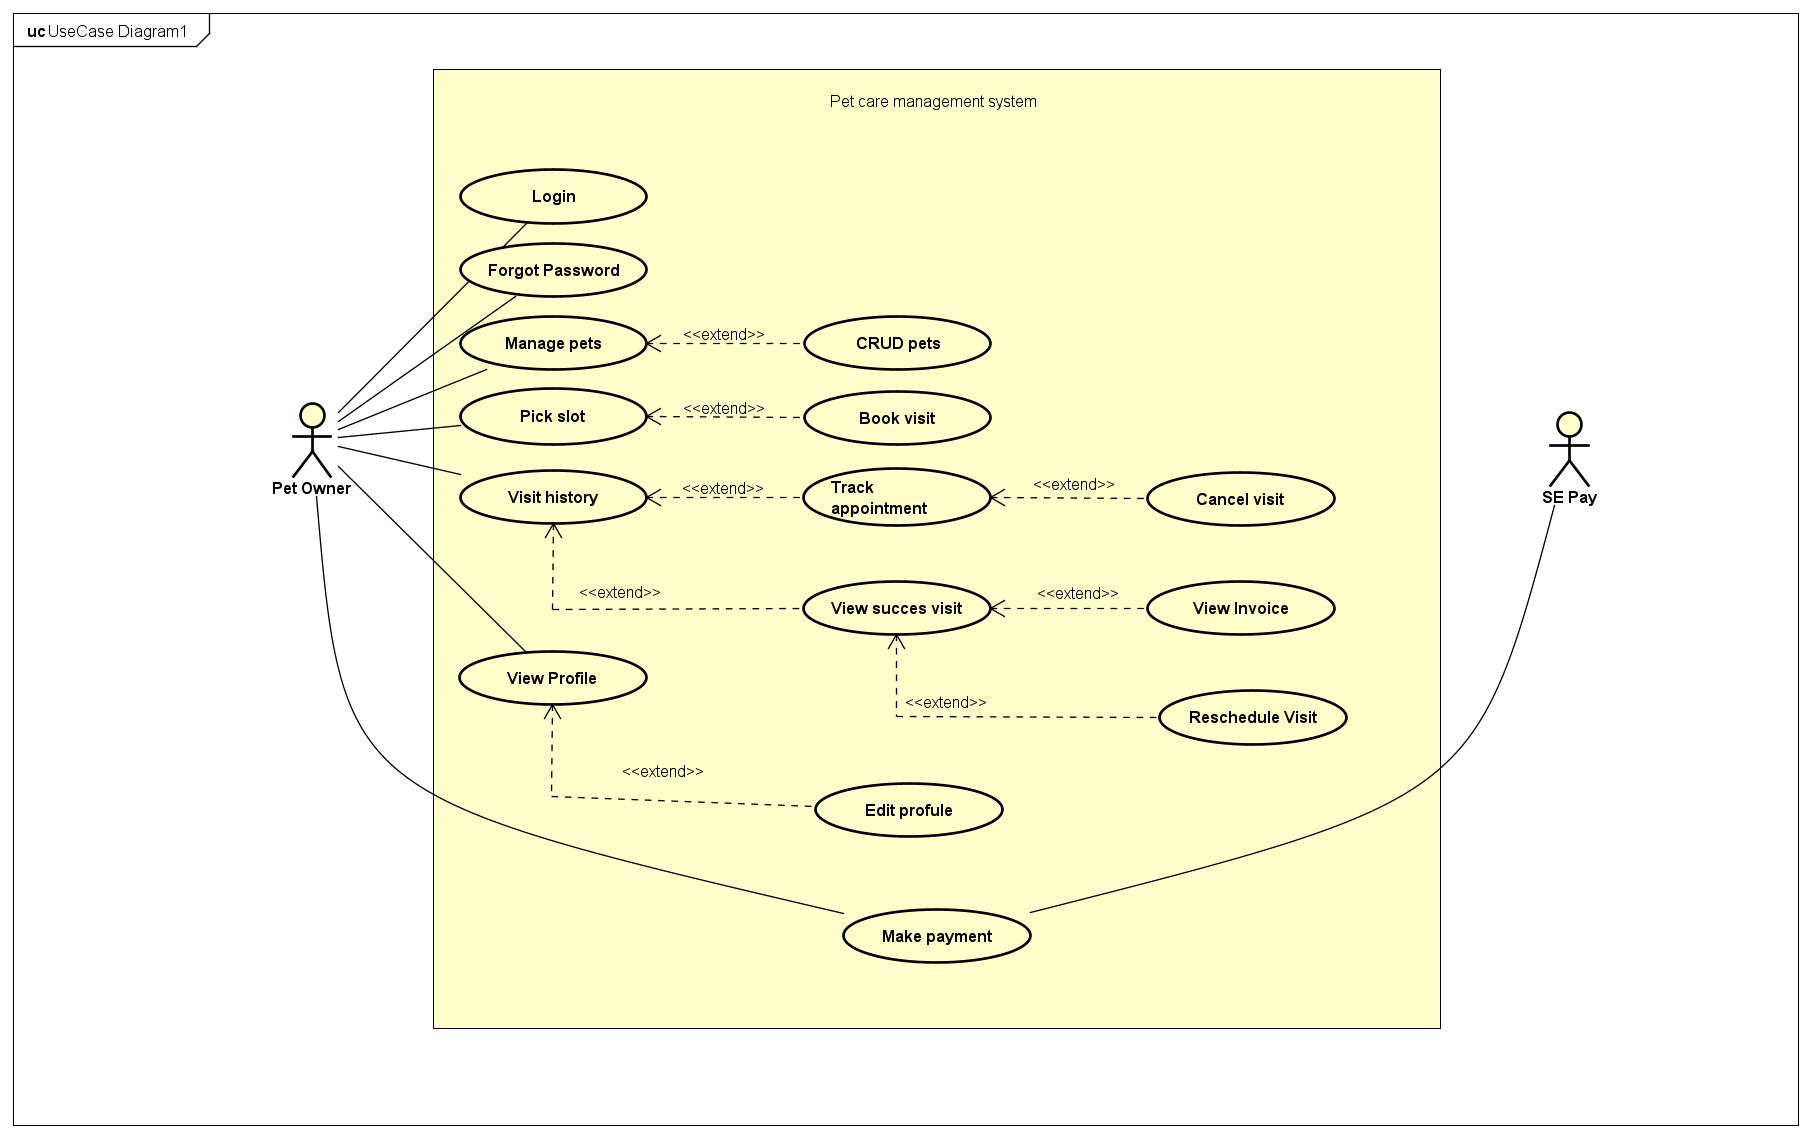 uc UseCase Diagram1
Pet care management system
Login
Forgot Password
Manage pets
<<extend>>
CRUD pets
Pick slot
<<extend>>
Book visit
Visit history
<<extend>>
Track
appointment
<<extend>>
Cancel visit
Pet Owner
SE Pay
<<extend>>
View succes visit
<<extend>>
View Invoice
View Profile
<<extend>>
Reschedule Visit
<<extend>>
Edit profule
Make payment